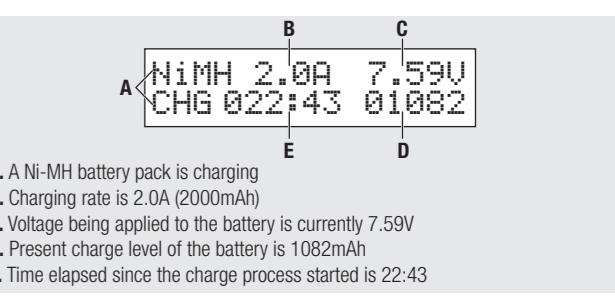 B C
A NiMH 2.0A 7.59V
CHG 022:43 01082
E D
. A Ni-MH battery pack is charging
. Charging rate is 2.0A (2000mAh)
. Voltage being applied to the battery is currently 7.59V
. Present charge level of the battery is 1082mAh
. Time elapsed since the charge process started is 22:43